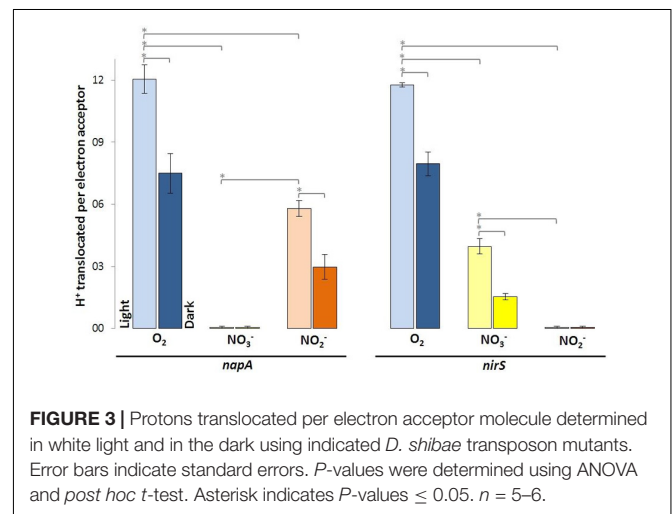 H⁺ translocated per electron acceptor
12
09
06
03
00
* * * * * * * * * *
Light Dark
O₂ NO₃⁻ NO₂⁻ O₂ NO₃⁻ NO₂⁻
napA nirS
FIGURE 3 | Protons translocated per electron acceptor molecule determined
in white light and in the dark using indicated D. shibae transposon mutants.
Error bars indicate standard errors. P-values were determined using ANOVA
and post hoc t-test. Asterisk indicates P-values ≤ 0.05. n = 5–6.